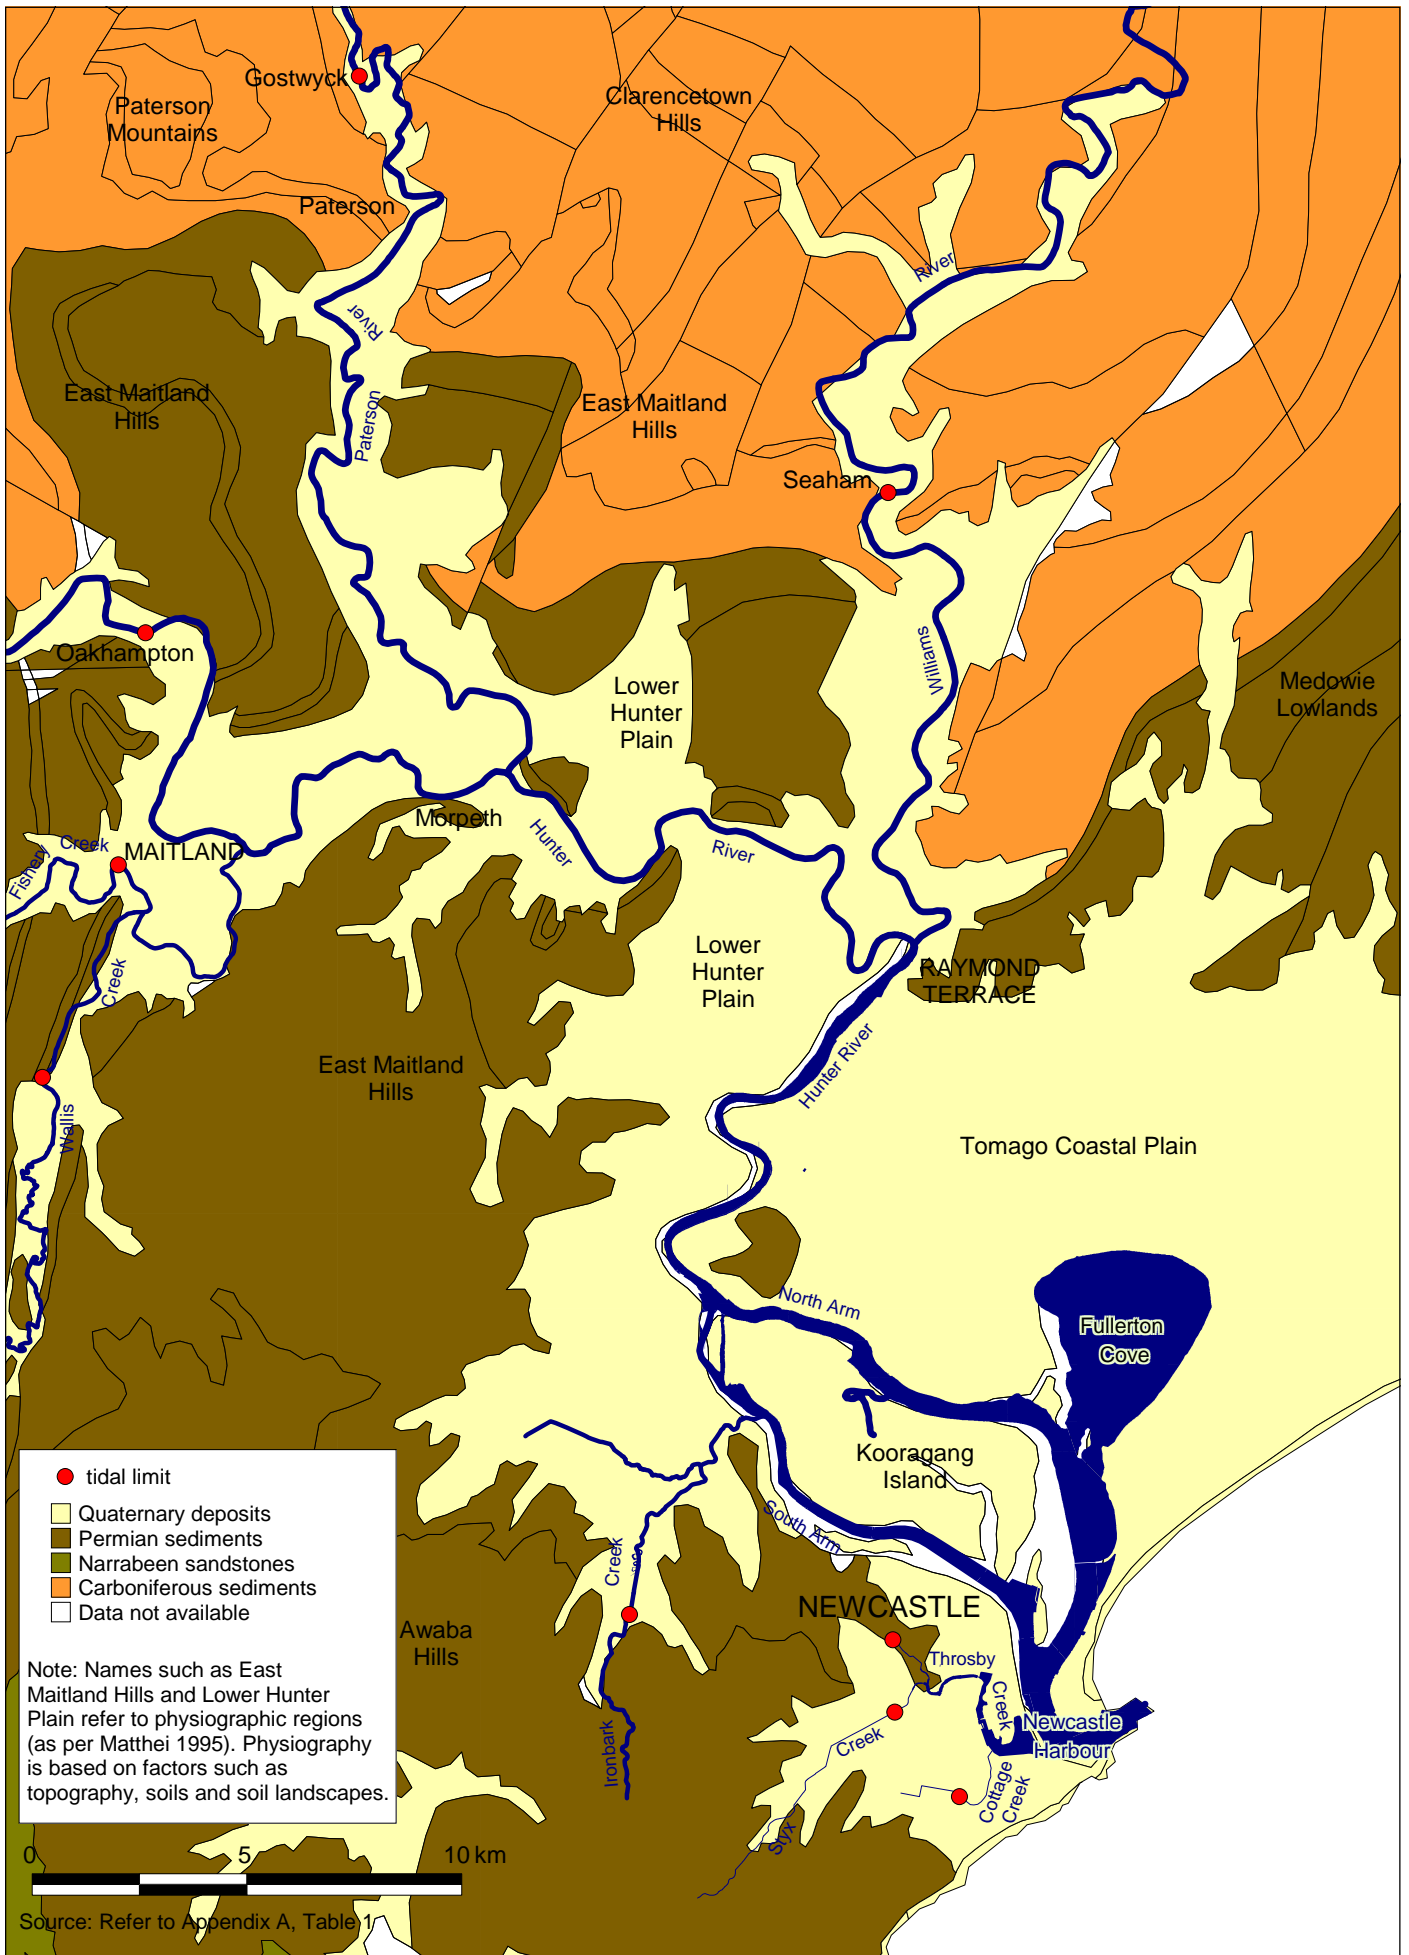 Gostwyck
Paterson
Mountains
Clarencetown
Hills
Paterson
River
River
East Maitland
Hills
Paterson
East Maitland
Hills
Seaham
Oakhampton
Williams
Lower
Hunter
Plain
Medowie
Lowlands
Morpeth
Hunter
River
Fishery
Creek
MAITLAND
Creek
Lower
Hunter
Plain
RAYMOND
TERRACE
East Maitland
Hills
Hunter River
Wallis
Tomago Coastal Plain
North Arm
Fullerton
Cove
Kooragang
Island
South Arm
Creek
NEWCASTLE
Awaba
Hills
Throsby
Creek
Newcastle
Harbour
Creek
Ironbark
Cottage
Creek
Styx
tidal limit
Quaternary deposits
Permian sediments
Narrabeen sandstones
Carboniferous sediments
Data not available
Note: Names such as East
Maitland Hills and Lower Hunter
Plain refer to physiographic regions
(as per Matthei 1995). Physiography
is based on factors such as
topography, soils and soil landscapes.
0 5 10 km
Source: Refer to Appendix A, Table 1